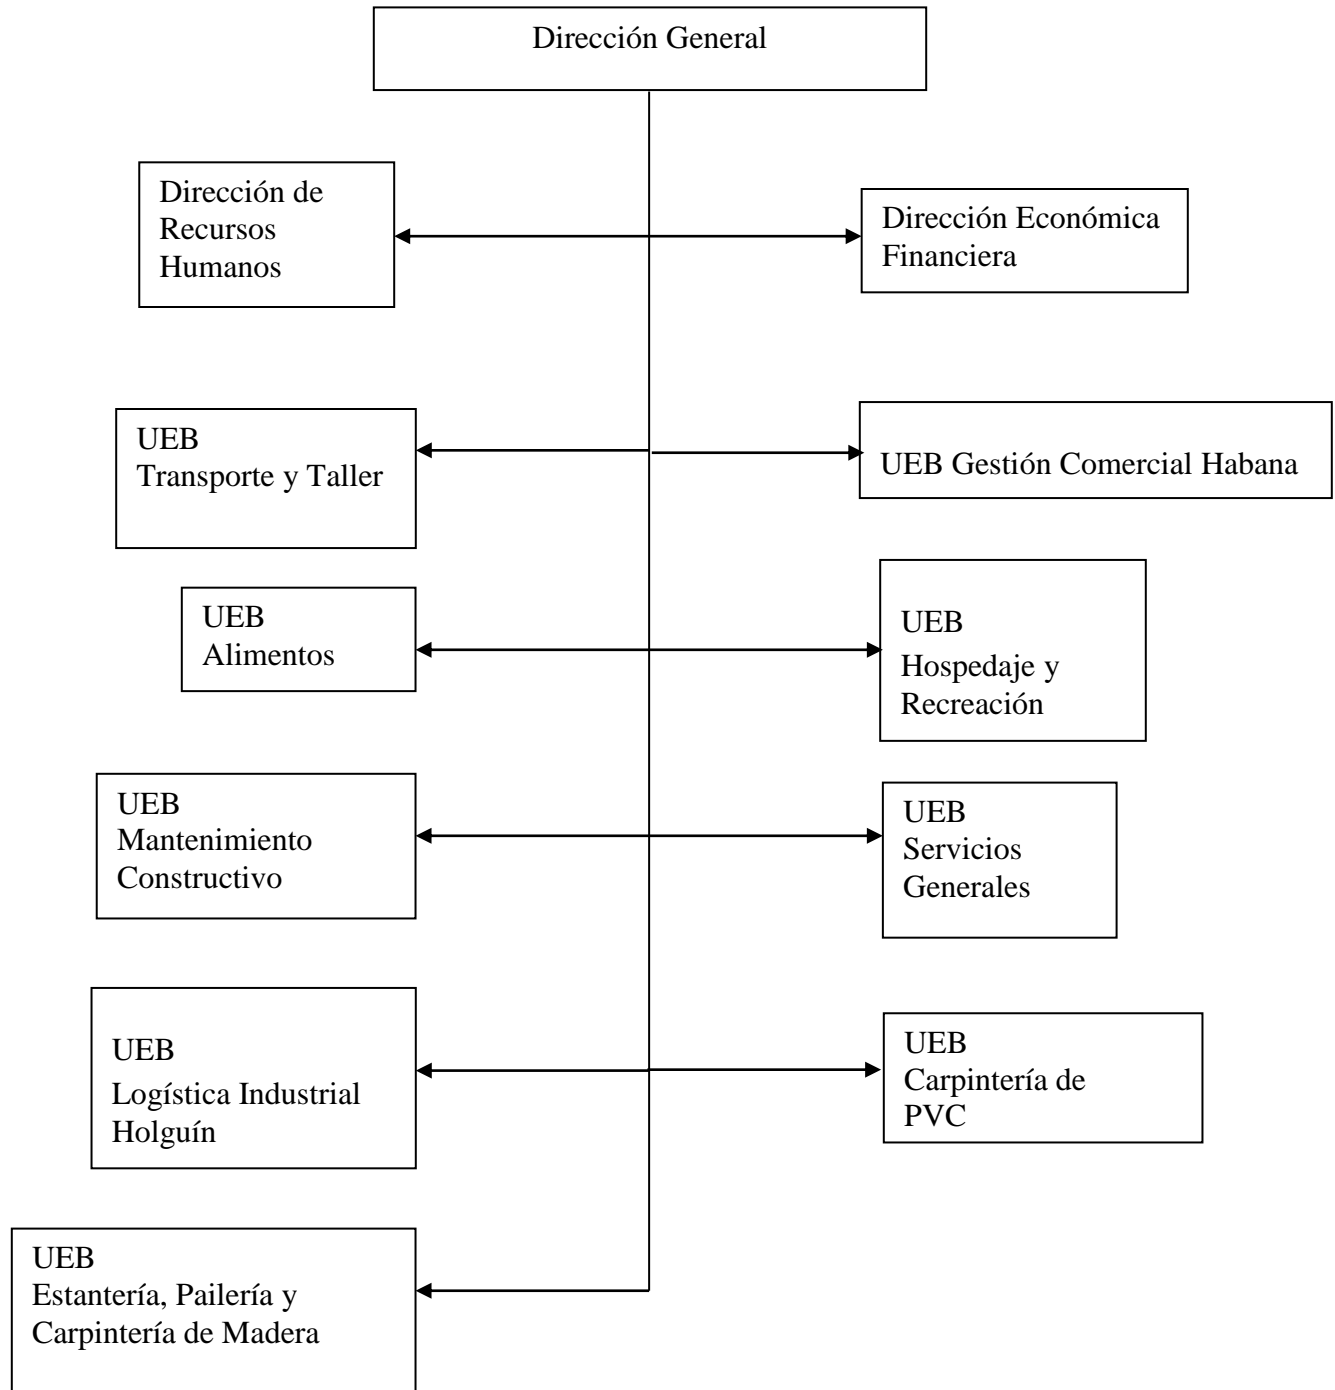 Dirección General
Dirección de
Recursos
Humanos
Dirección Económica
Financiera
UEB
Transporte y Taller
UEB Gestión Comercial Habana
UEB
Alimentos
UEB
Hospedaje y
Recreación
UEB
Mantenimiento
Constructivo
UEB
Servicios
Generales
UEB
Logística Industrial
Holguín
UEB
Carpintería de
PVC
UEB
Estantería, Pailería y
Carpintería de Madera